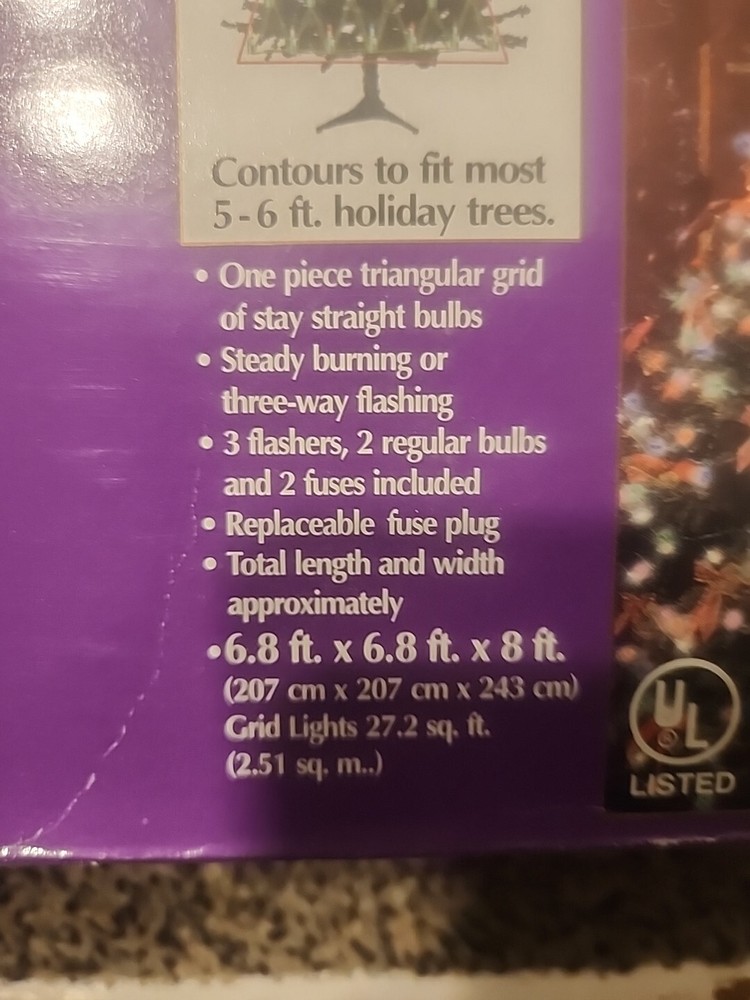 Contours to fit most
5-6 ft. holiday trees.
• One piece triangular grid
of stay straight bulbs
• Steady burning or
three-way flashing
• 3 flashers, 2 regular bulbs
and 2 fuses included
• Replaceable fuse plug
• Total length and width
approximately
•6.8 ft. x 6.8 ft. x 8 ft.
(207 cm x 207 cm x 243 cm)
Grid Lights 27.2 sq. ft.
(2.51 sq. m..)
UL
®
LISTED